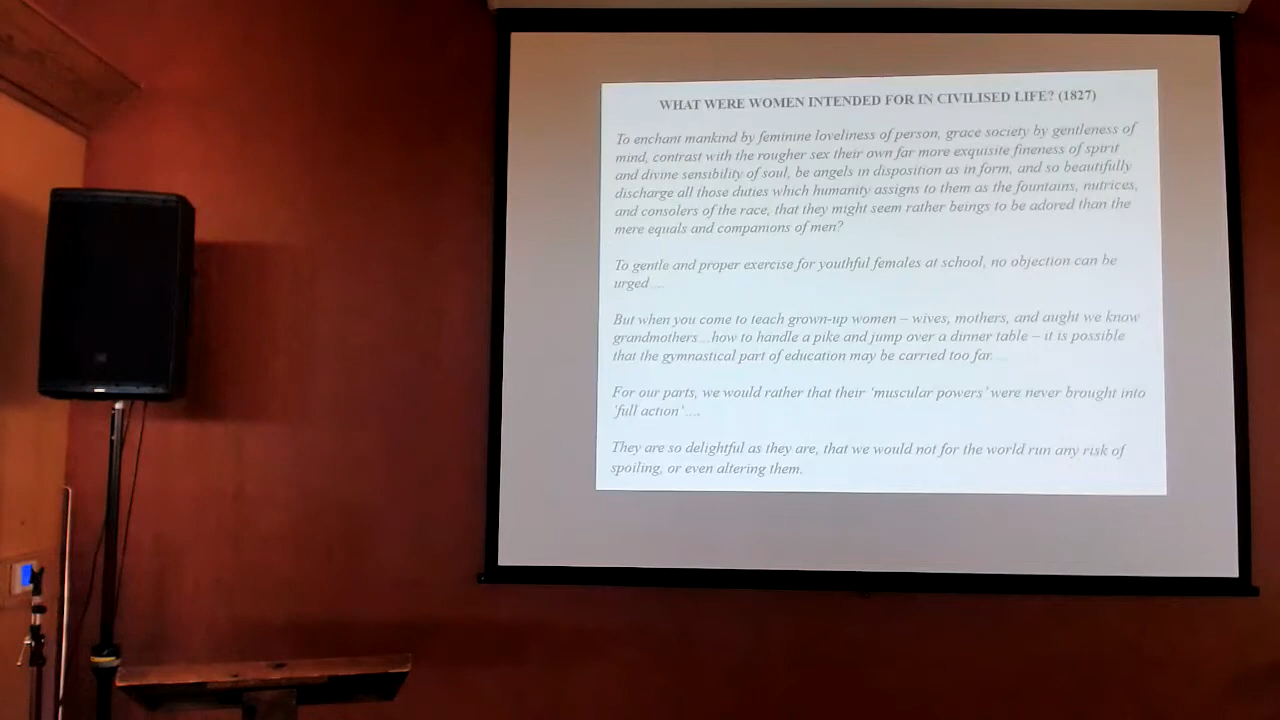 WHAT WERE WOMEN INTENDED FOR IN CIVILISED LIFE? (1827)
To enchant mankind by feminine loveliness of person, grace society by gentleness of
mind, contrast with the rougher sex their own far more exquisite fineness of spirit
and divine sensibility of soul, be angels in disposition as in form, and so beautifully
discharge all those duties which humanity assigns to them as the fountains, nutrices,
and consolers of the race, that they might seem rather beings to be adored than the
mere equals and companions of men?
To gentle and proper exercise for youthful females at school, no objection can be
urged....
But when you come to teach grown-up women – wives, mothers, and aught we know
grandmothers...how to handle a pike and jump over a dinner table – it is possible
that the gymnastical part of education may be carried too far....
For our parts, we would rather that their ‘muscular powers’ were never brought into
‘full action’....
They are so delightful as they are, that we would not for the world run any risk of
spoiling, or even altering them.